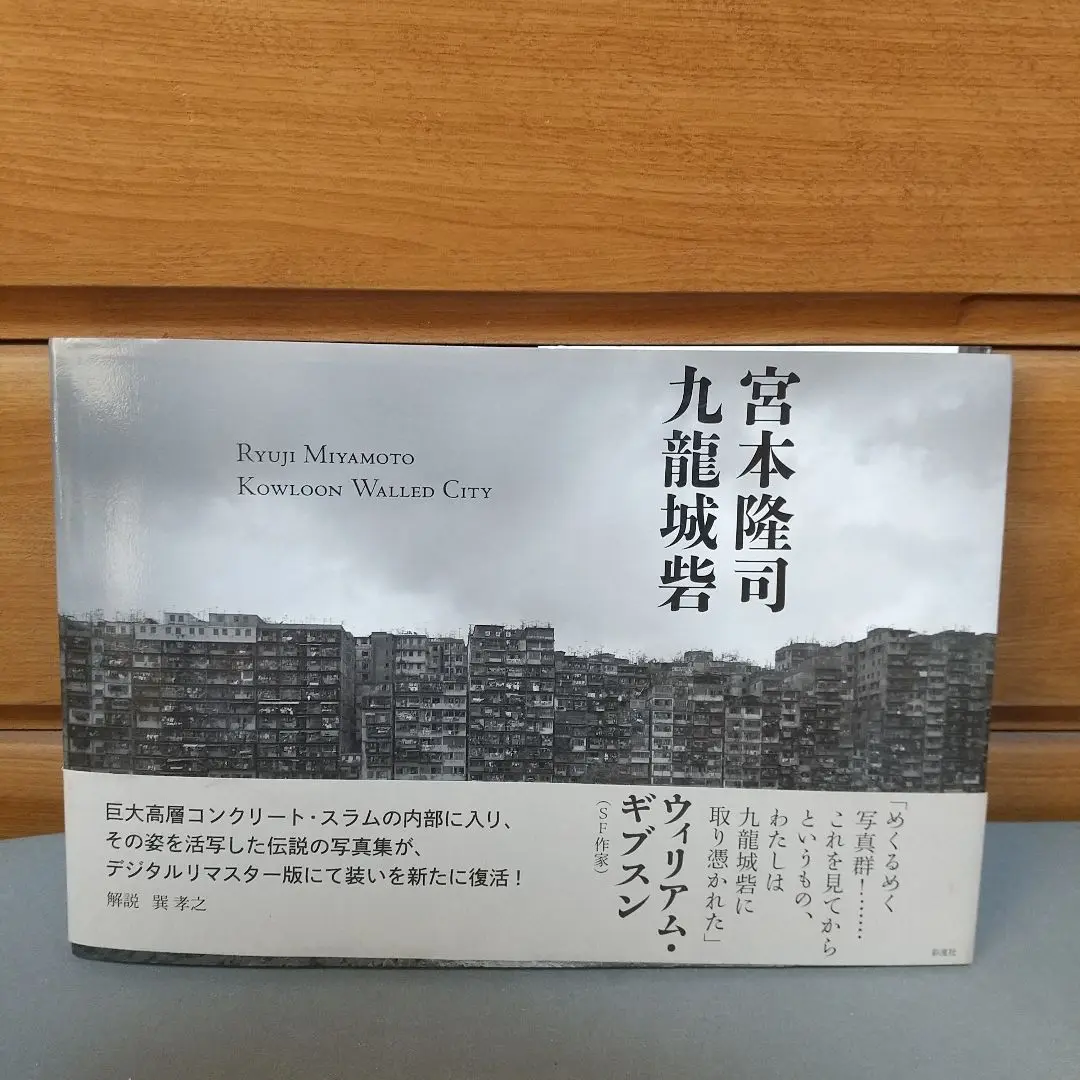 宮本隆司
九龍城砦
RYUJI MIYAMOTO
KOWLOON WALLED CITY
巨大高層コンクリート・スラムの内部に入り、
その姿を活写した伝説の写真集が、
デジタルリマスター版にて装いを新たに復活！
解説 巽 孝之
「めくるめく
写真群！……
これを見てから
というもの、
わたしは
九龍城砦に
取り憑かれた」
ウィリアム・
ギブスン
（SF作家）
彩流社